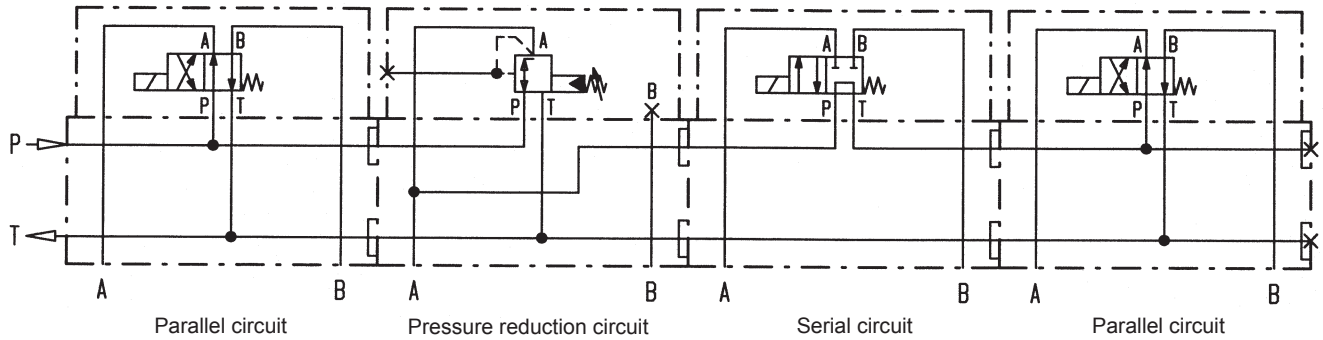 A B
P T
A
P T
B
A B
P T
A B
P T
P
T
A B A B A B A B
Parallel circuit Pressure reduction circuit Serial circuit Parallel circuit